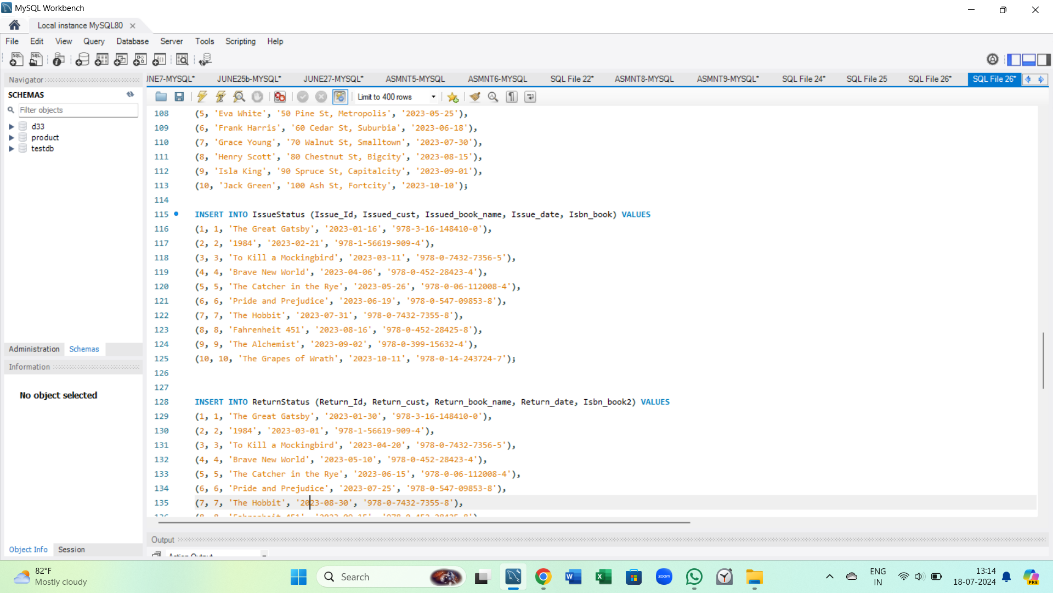 MySQL Workbench
Local instance MySQL80
File Edit View Query Database Server Tools Scripting Help
Navigator
SCHEMAS
Filter objects
d33
product
testdb
Administration Schemas
Information
No object selected
Object Info Session
JNE7-MYSQL* JUNE25b-MYSQL* JUNE27-MYSQL* ASMNT5-MYSQL ASMNT6-MYSQL SQL File 22* ASMNT8-MYSQL ASMNT9-MYSQL* SQL File 24* SQL File 25 SQL File 26* SQL File 26*
Limit to 400 rows
108 (5, 'Eva White', '50 Pine St, Metropolis', '2023-05-25'),
109 (6, 'Frank Harris', '60 Cedar St, Suburbia', '2023-06-18'),
110 (7, 'Grace Young', '70 Walnut St, Smalltown', '2023-07-30'),
111 (8, 'Henry Scott', '80 Chestnut St, Bigcity', '2023-08-15'),
112 (9, 'Isla King', '90 Spruce St, Capitalcity', '2023-09-01'),
113 (10, 'Jack Green', '100 Ash St, Fortcity', '2023-10-10');
114
115 INSERT INTO IssueStatus (Issue_Id, Issued_cust, Issued_book_name, Issue_date, Isbn_book) VALUES
116 (1, 1, 'The Great Gatsby', '2023-01-16', '978-3-16-148410-0'),
117 (2, 2, '1984', '2023-02-21', '978-1-56619-909-4'),
118 (3, 3, 'To Kill a Mockingbird', '2023-03-11', '978-0-7432-7356-5'),
119 (4, 4, 'Brave New World', '2023-04-06', '978-0-452-28423-4'),
120 (5, 5, 'The Catcher in the Rye', '2023-05-26', '978-0-06-112008-4'),
121 (6, 6, 'Pride and Prejudice', '2023-06-19', '978-0-547-09853-8'),
122 (7, 7, 'The Hobbit', '2023-07-31', '978-0-7432-7355-8'),
123 (8, 8, 'Fahrenheit 451', '2023-08-16', '978-0-452-28425-8'),
124 (9, 9, 'The Alchemist', '2023-09-02', '978-0-399-15632-4'),
125 (10, 10, 'The Grapes of Wrath', '2023-10-11', '978-0-14-243724-7');
126
127
128 INSERT INTO ReturnStatus (Return_Id, Return_cust, Return_book_name, Return_date, Isbn_book2) VALUES
129 (1, 1, 'The Great Gatsby', '2023-01-30', '978-3-16-148410-0'),
130 (2, 2, '1984', '2023-03-01', '978-1-56619-909-4'),
131 (3, 3, 'To Kill a Mockingbird', '2023-04-20', '978-0-7432-7356-5'),
132 (4, 4, 'Brave New World', '2023-05-10', '978-0-452-28423-4'),
133 (5, 5, 'The Catcher in the Rye', '2023-06-15', '978-0-06-112008-4'),
134 (6, 6, 'Pride and Prejudice', '2023-07-25', '978-0-547-09853-8'),
135 (7, 7, 'The Hobbit', '2023-08-30', '978-0-7432-7355-8'),
Output
Action Output
82°F
Mostly cloudy
Search
ENG
IN
13:14
18-07-2024